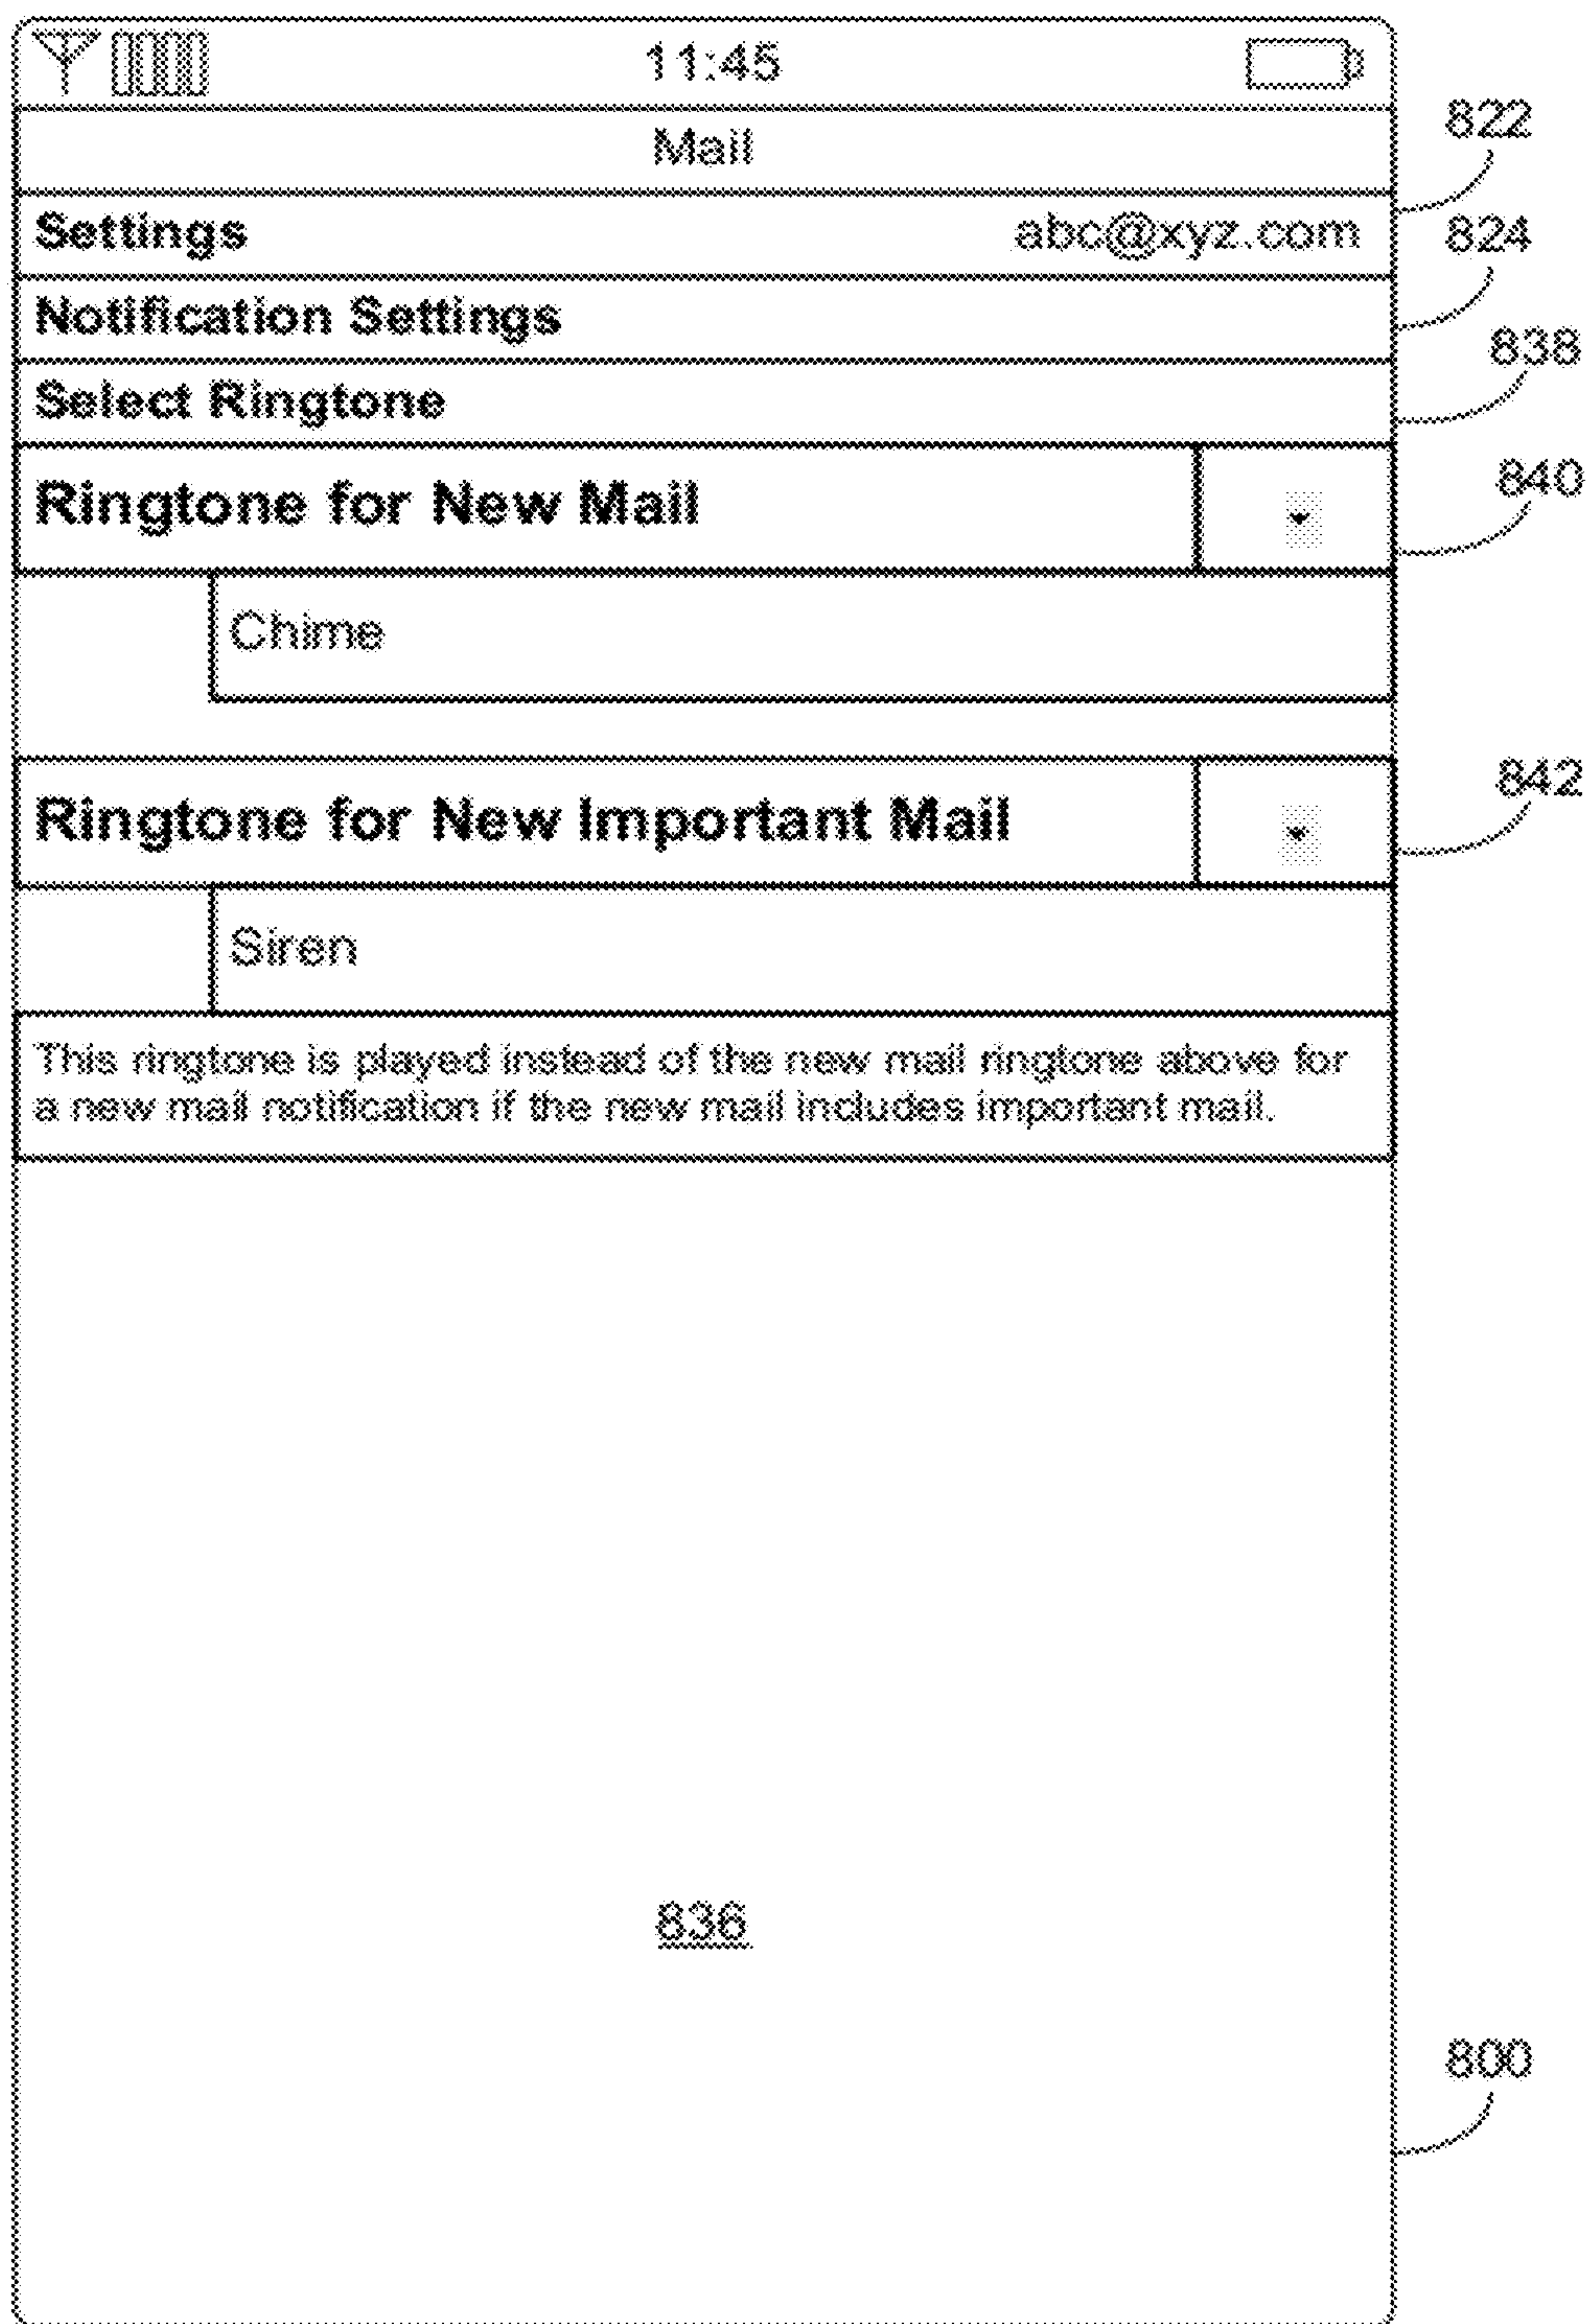 11:45
Mail
822
Settings abc@xyz.com
824
Notification Settings
838
Select Ringtone
840
Ringtone for New Mail
Chime
842
Ringtone for New Important Mail
Siren
This ringtone is played instead of the new mail ringtone above for
a new mail notification if the new mail includes important mail.
836
800